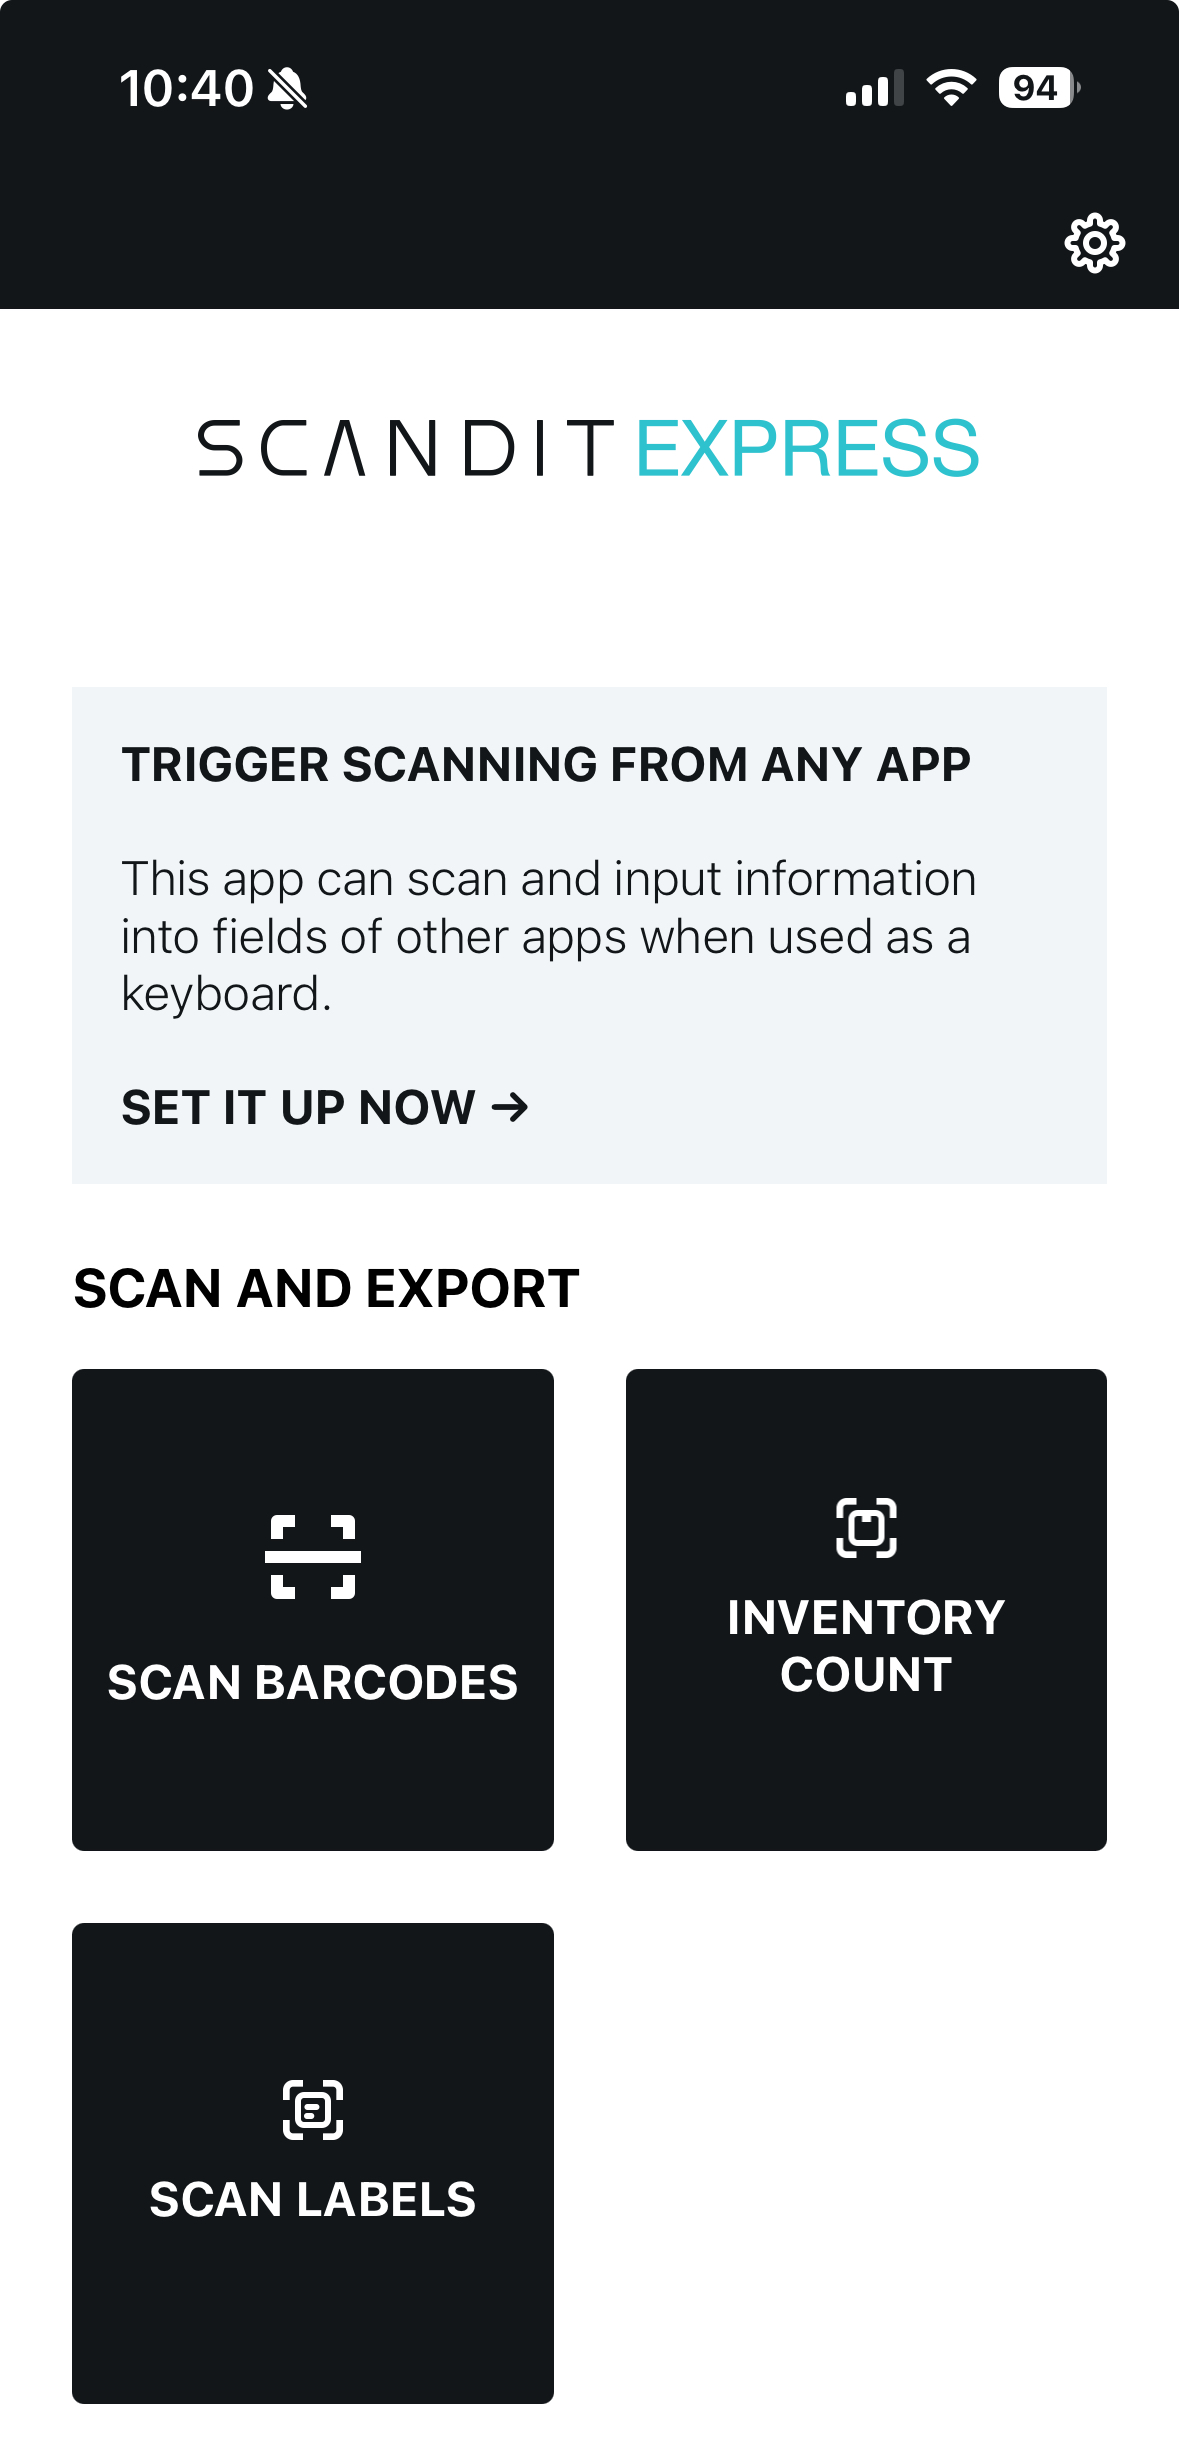 10:40
94
SCANDIT EXPRESS
TRIGGER SCANNING FROM ANY APP
This app can scan and input information
into fields of other apps when used as a
keyboard.
SET IT UP NOW →
SCAN AND EXPORT
SCAN BARCODES
INVENTORY
COUNT
SCAN LABELS